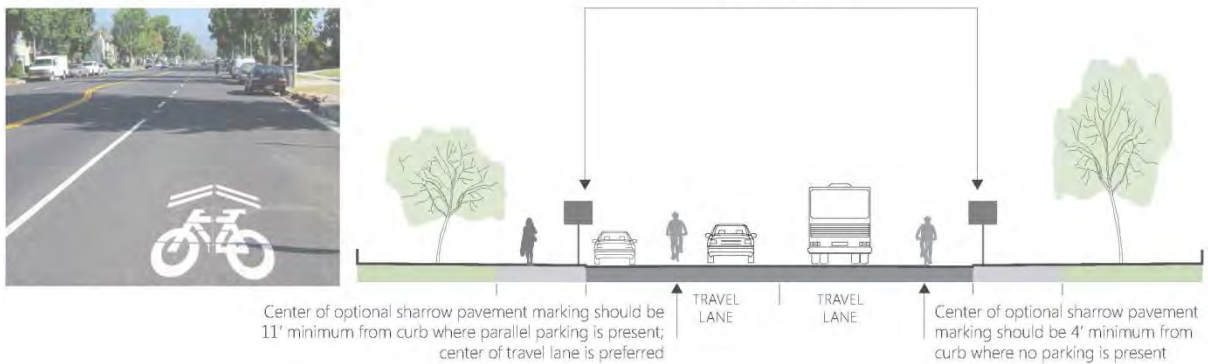 Center of optional sharrow pavement marking should be
11' minimum from curb where parallel parking is present;
center of travel lane is preferred
TRAVEL
LANE
TRAVEL
LANE
Center of optional sharrow pavement
marking should be 4' minimum from
curb where no parking is present